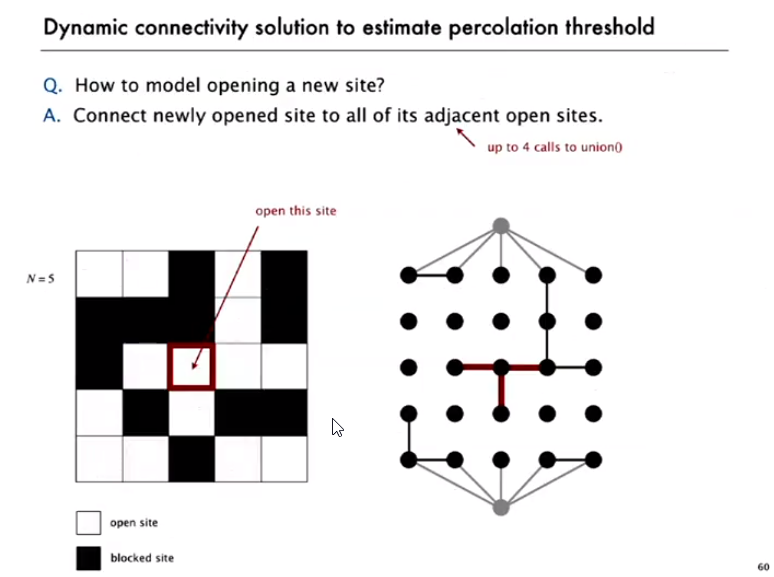 Dynamic connectivity solution to estimate percolation threshold
Q. How to model opening a new site?
A. Connect newly opened site to all of its adjacent open sites.
up to 4 calls to union()
open this site
N = 5
open site
blocked site
60